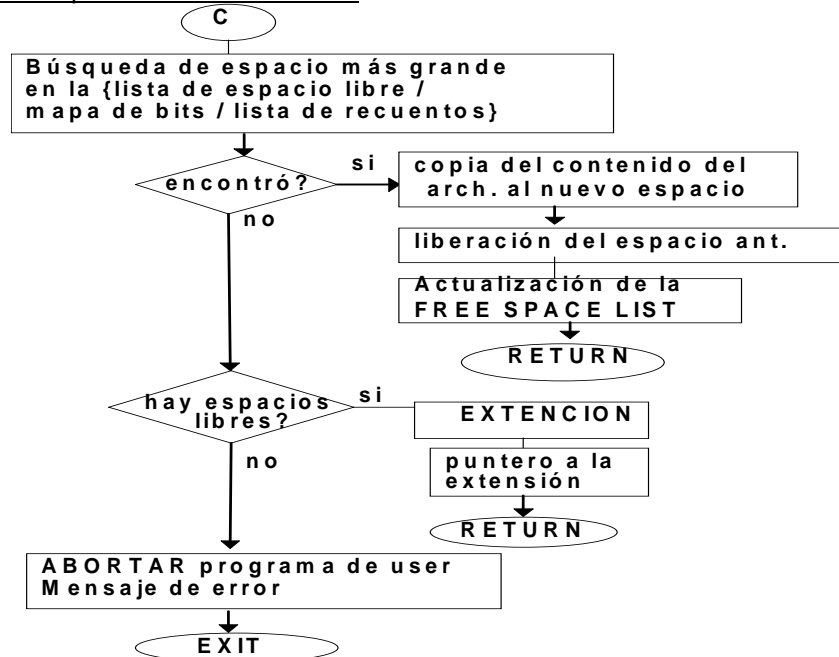 C
Búsqueda de espacio más grande
en la {lista de espacio libre /
mapa de bits / lista de recuentos}
encontró?
si
copia del contenido del
arch. al nuevo espacio
no
liberación del espacio ant.
Actualización de la
FREE SPACE LIST
RETURN
hay espacios
libres?
si
EXTENCION
no
puntero a la
extensión
RETURN
ABORTAR programa de user
Mensaje de error
EXIT